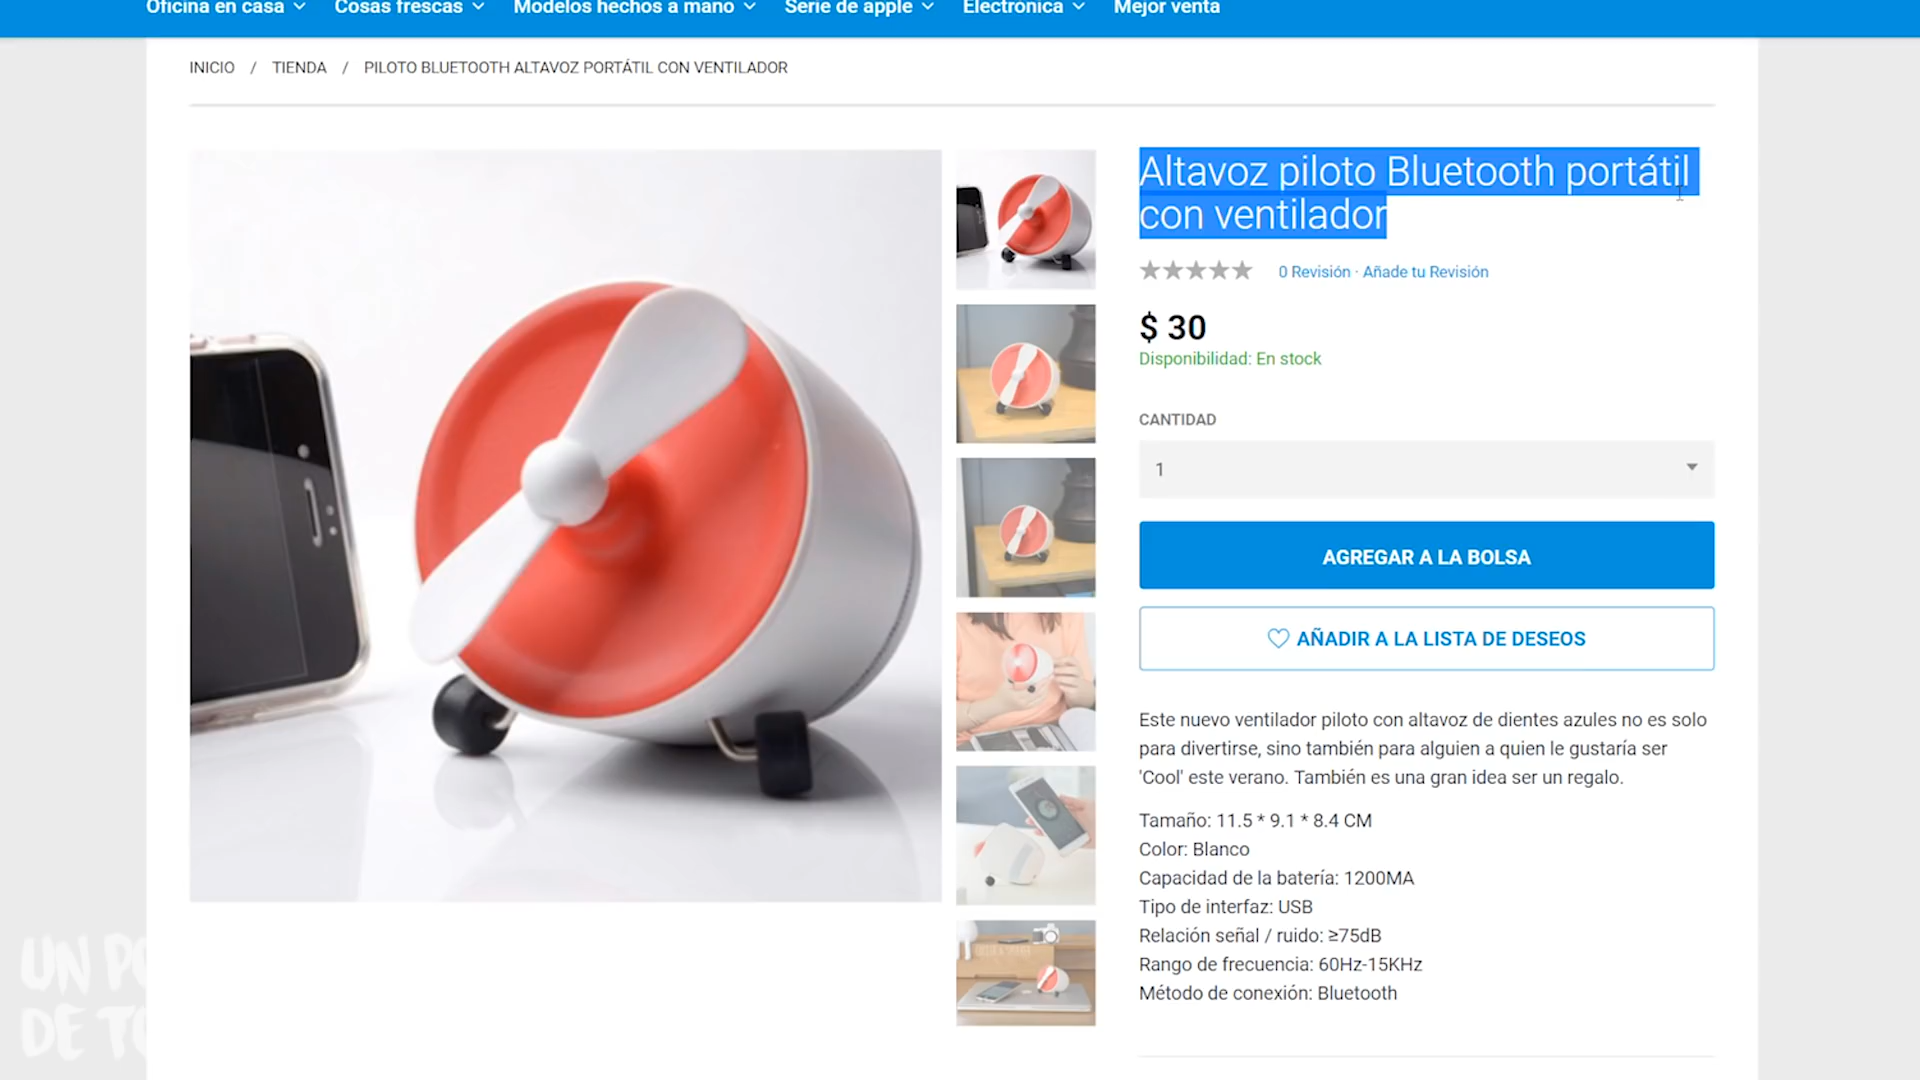 Oficina en casa
Cosas frescas
Modelos hechos a mano
Serie de apple
Electrónica
Mejor venta
INICIO / TIENDA / PILOTO BLUETOOTH ALTAVOZ PORTÁTIL CON VENTILADOR
Altavoz piloto Bluetooth portátil
con ventilador
0 Revisión · Añade tu Revisión
$ 30
Disponibilidad: En stock
CANTIDAD
1
AGREGAR A LA BOLSA
AÑADIR A LA LISTA DE DESEOS
Este nuevo ventilador piloto con altavoz de dientes azules no es solo
para divertirse, sino también para alguien a quien le gustaría ser
'Cool' este verano. También es una gran idea ser un regalo.
Tamaño: 11.5 * 9.1 * 8.4 CM
Color: Blanco
Capacidad de la batería: 1200MA
Tipo de interfaz: USB
Relación señal / ruido: ≥75dB
Rango de frecuencia: 60Hz-15KHz
Método de conexión: Bluetooth
UN PO
DE TO